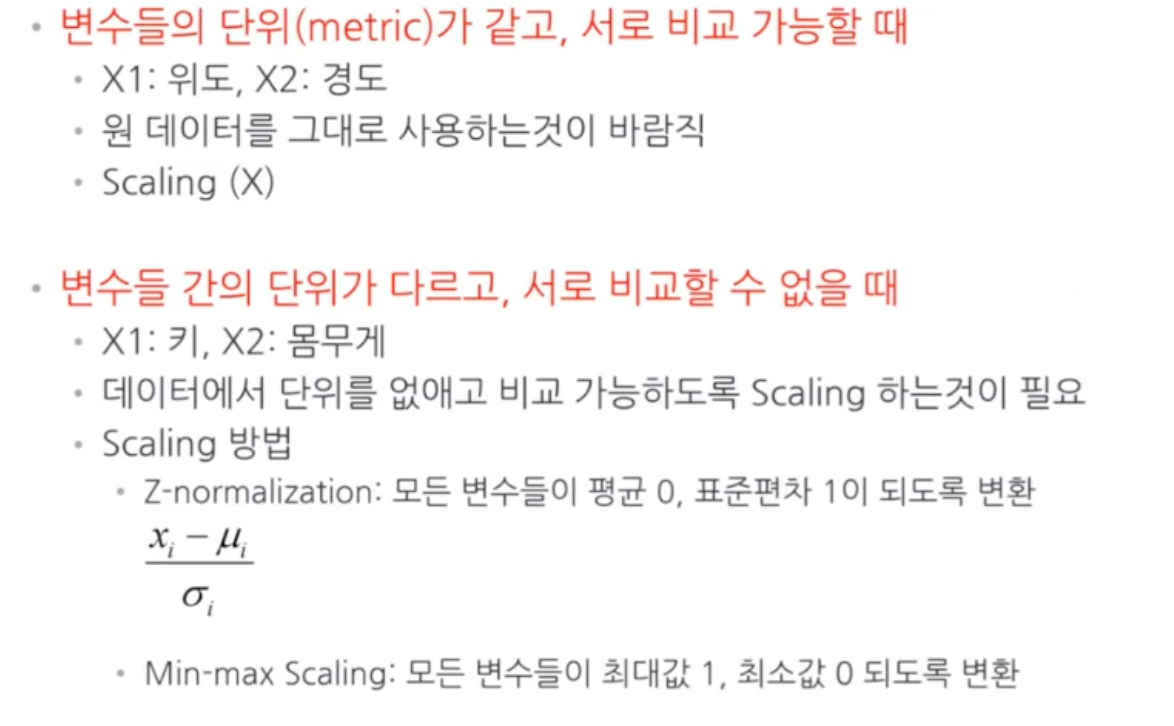 • 변수들의 단위(metric)가 같고, 서로 비교 가능할 때
• X1: 위도, X2: 경도
• 원 데이터를 그대로 사용하는것이 바람직
• Scaling (X)
• 변수들 간의 단위가 다르고, 서로 비교할 수 없을 때
• X1: 키, X2: 몸무게
• 데이터에서 단위를 없애고 비교 가능하도록 Scaling 하는것이 필요
• Scaling 방법
• Z-normalization: 모든 변수들이 평균 0, 표준편차 1이 되도록 변환
xᵢ − μᵢ
σᵢ
• Min-max Scaling: 모든 변수들이 최대값 1, 최소값 0 되도록 변환